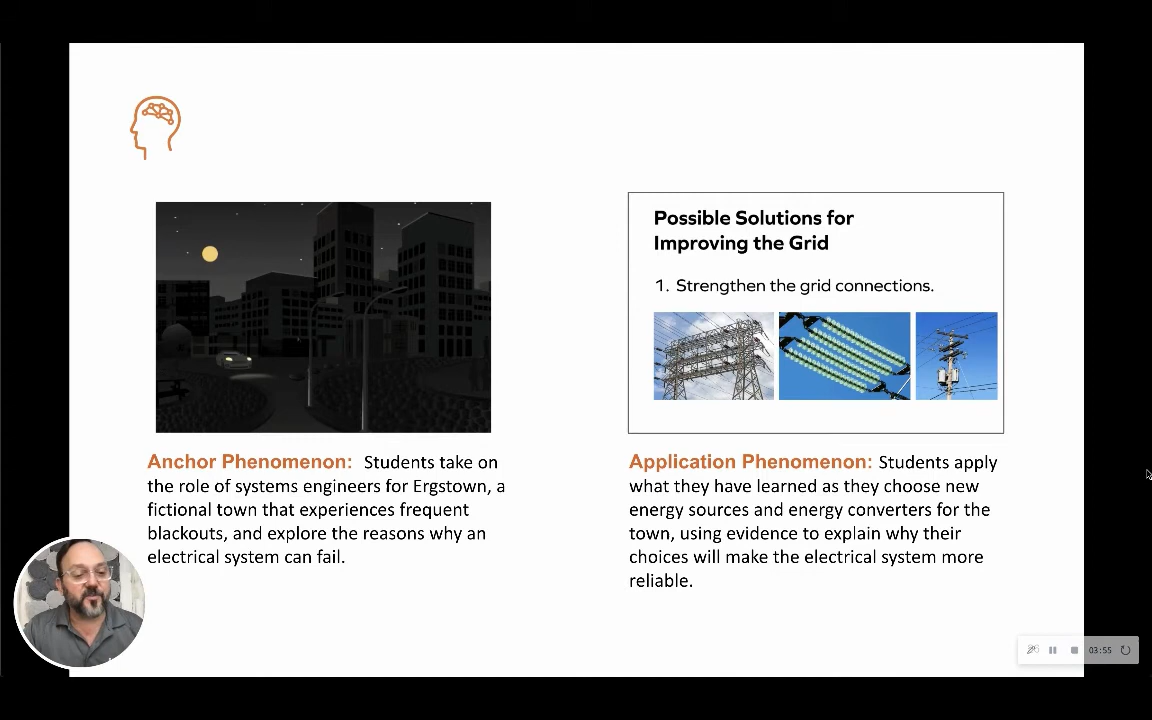 Possible Solutions for
Improving the Grid
1. Strengthen the grid connections.
Anchor Phenomenon: Students take on
the role of systems engineers for Ergstown, a
fictional town that experiences frequent
blackouts, and explore the reasons why an
electrical system can fail.
Application Phenomenon: Students apply
what they have learned as they choose new
energy sources and energy converters for the
town, using evidence to explain why their
choices will make the electrical system more
reliable.
03:55